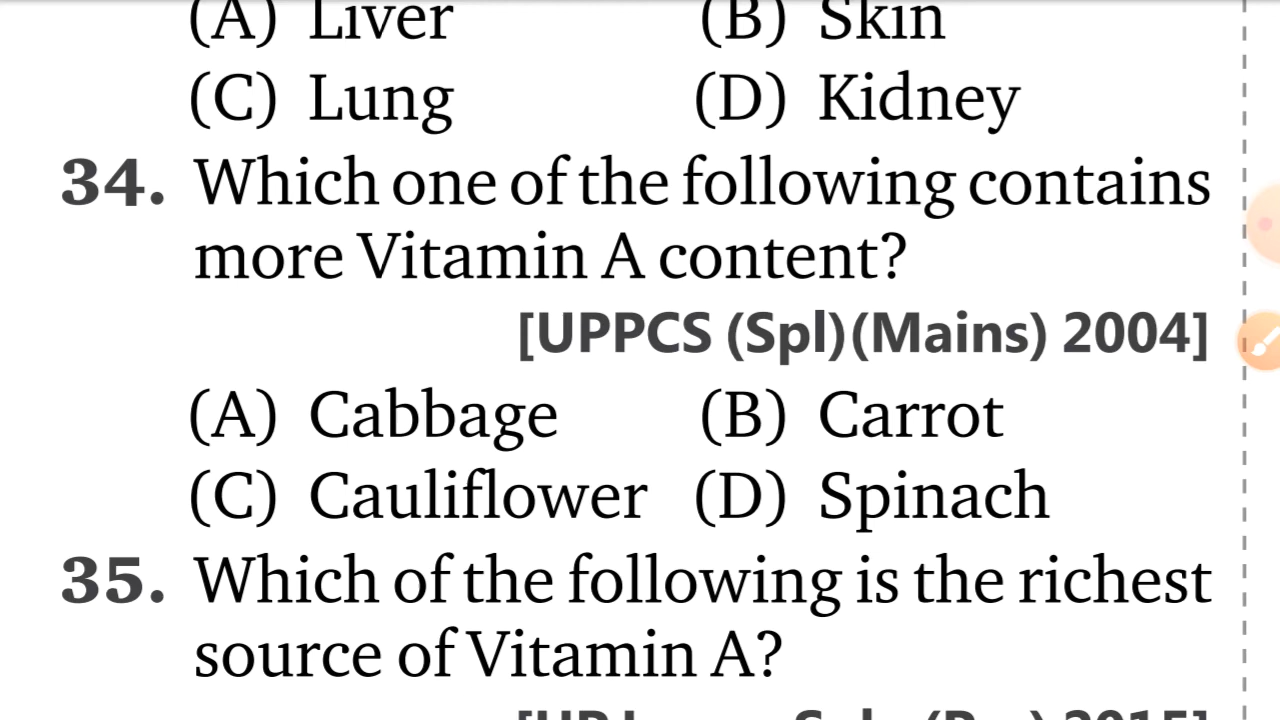 (A) Liver (B) Skin
(C) Lung (D) Kidney
34. Which one of the following contains
more Vitamin A content?
[UPPCS (Spl)(Mains) 2004]
(A) Cabbage (B) Carrot
(C) Cauliflower (D) Spinach
35. Which of the following is the richest
source of Vitamin A?